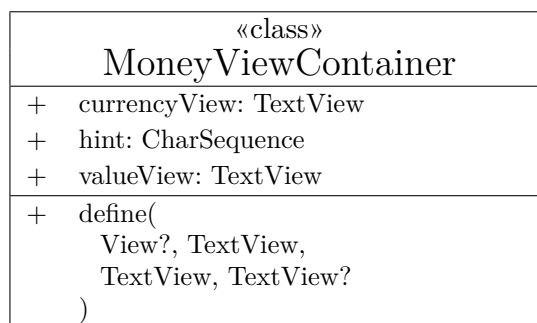 «class»
MoneyViewContainer
+ currencyView: TextView
+ hint: CharSequence
+ valueView: TextView
+ define(
View?, TextView,
TextView, TextView?
)